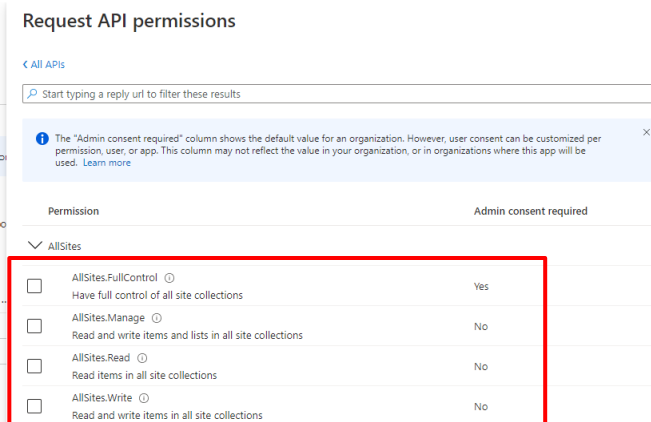 Request API permissions
All APIs
Start typing a reply url to filter these results
The "Admin consent required" column shows the default value for an organization. However, user consent can be customized per
permission, user, or app. This column may not reflect the value in your organization, or in organizations where this app will be
used. Learn more
Permission Admin consent required
AllSites
AllSites.FullControl
Have full control of all site collections Yes
AllSites.Manage
Read and write items and lists in all site collections No
AllSites.Read
Read items in all site collections No
AllSites.Write
Read and write items in all site collections No